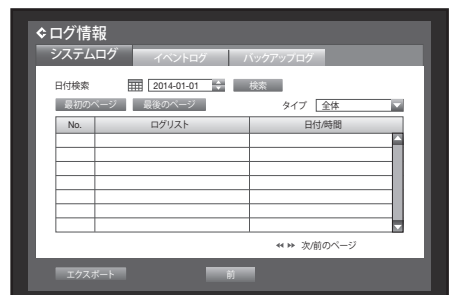 ログ情報
システムログ イベントログ バックアップログ
日付検索 2014-01-01 検索
最初のページ 最後のページ タイプ 全体
No. ログリスト 日付/時間
次/前のページ
エクスポート 前